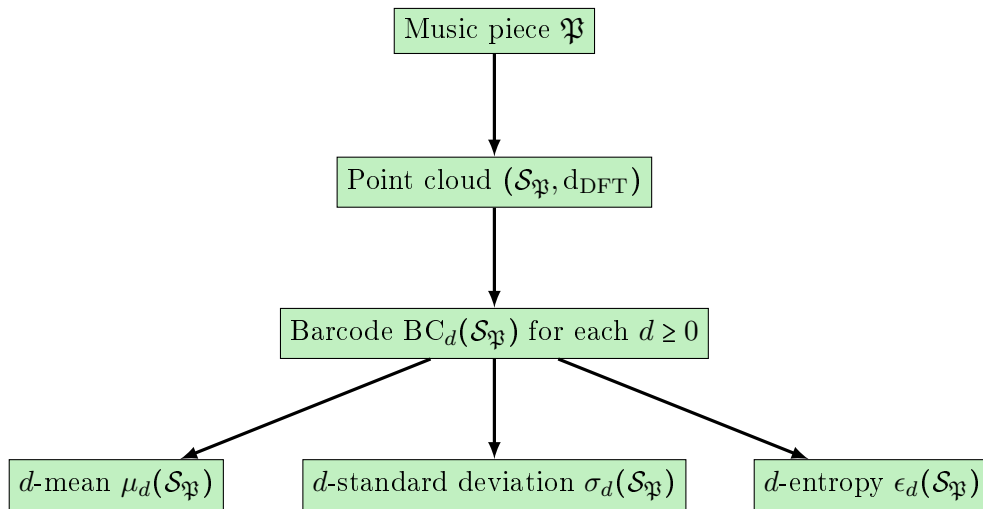 Music piece 𝔓
Point cloud (𝒮_𝔓, d_DFT)
Barcode BC_d(𝒮_𝔓) for each d ≥ 0
d-mean μ_d(𝒮_𝔓)
d-standard deviation σ_d(𝒮_𝔓)
d-entropy ϵ_d(𝒮_𝔓)